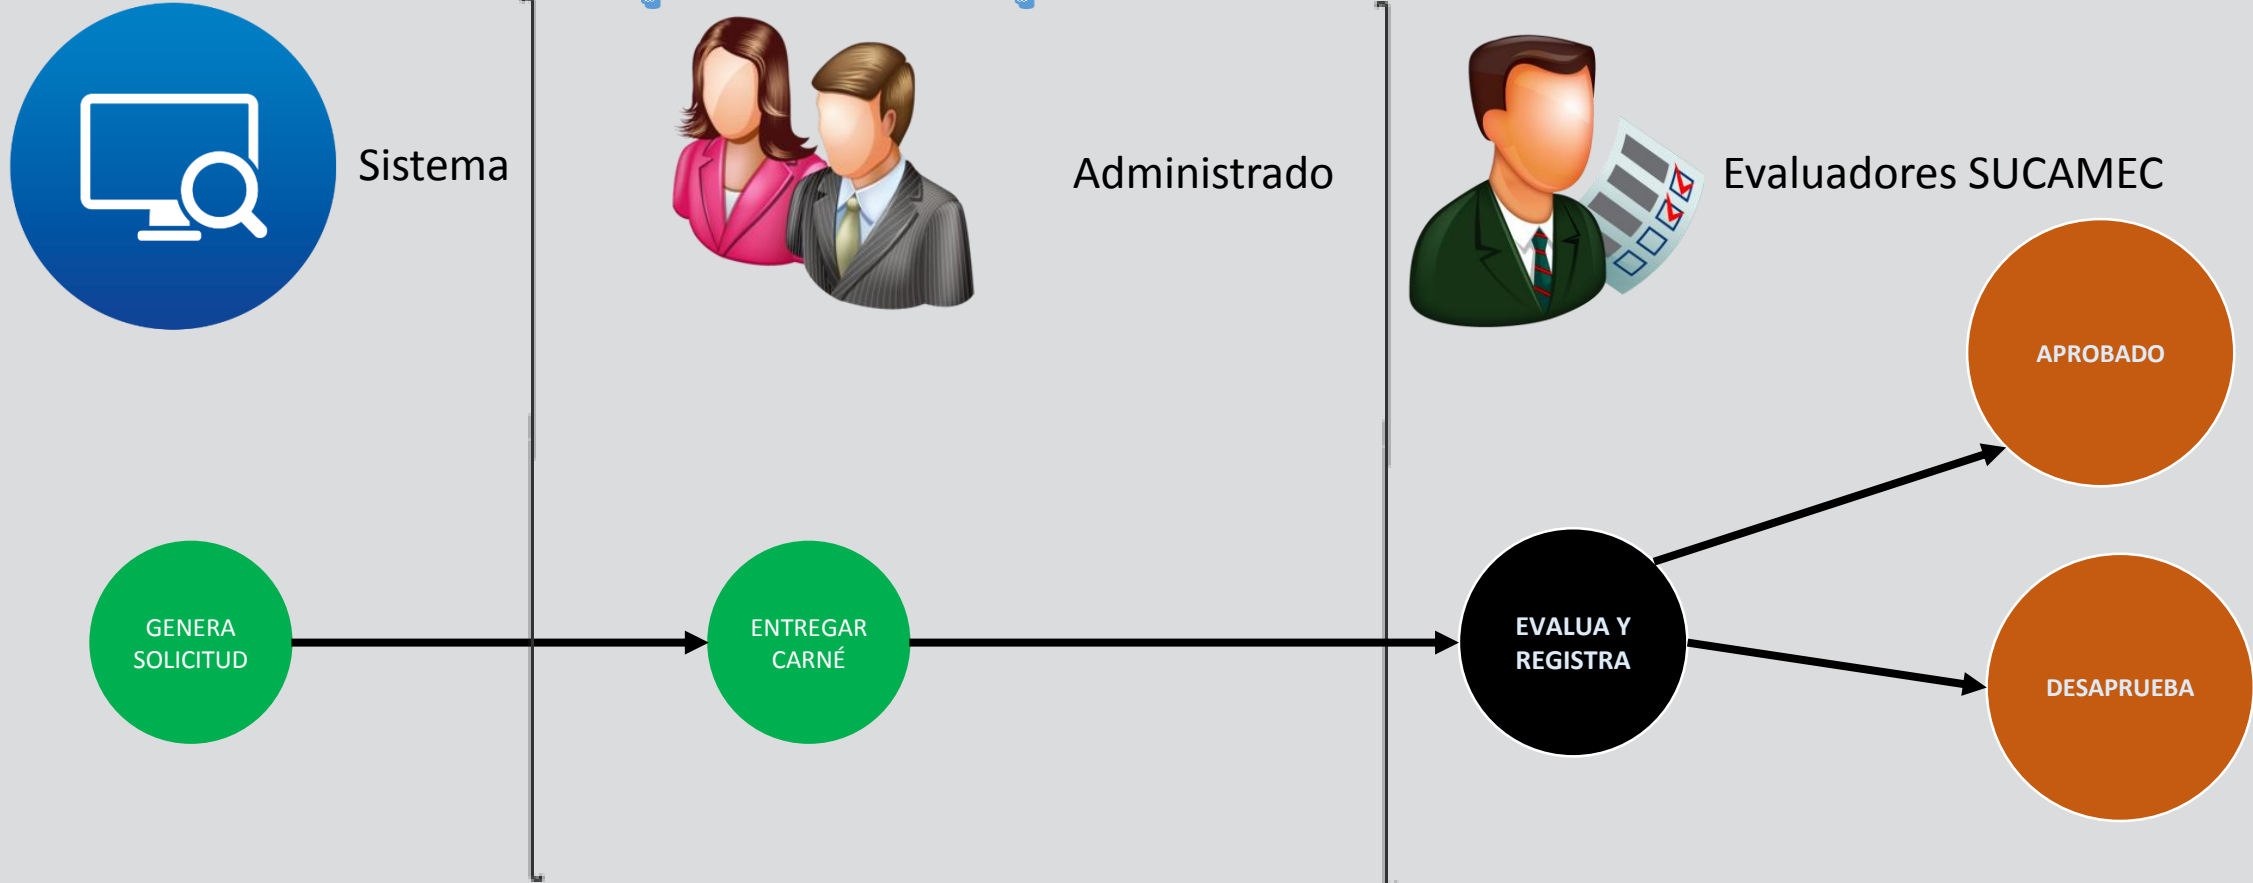 Sistema
Administrado
Evaluadores SUCAMEC
APROBADO
GENERA
SOLICITUD
ENTREGAR
CARNÉ
EVALUA Y
REGISTRA
DESAPRUEBA